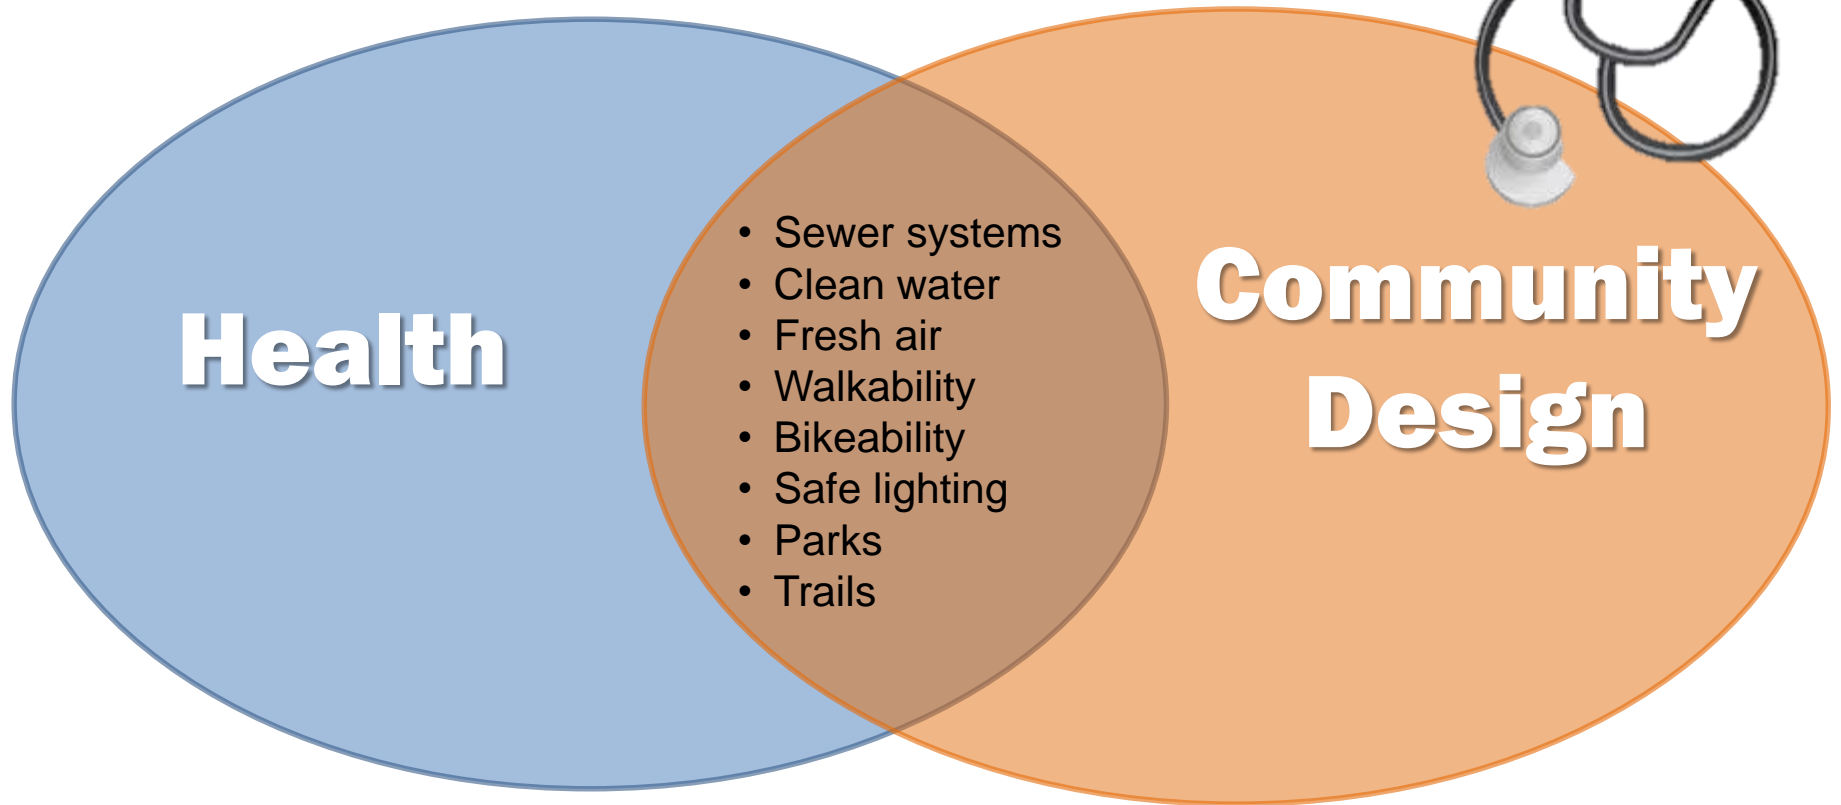 Health
• Sewer systems
• Clean water
• Fresh air
• Walkability
• Bikeability
• Safe lighting
• Parks
• Trails
Community
Design